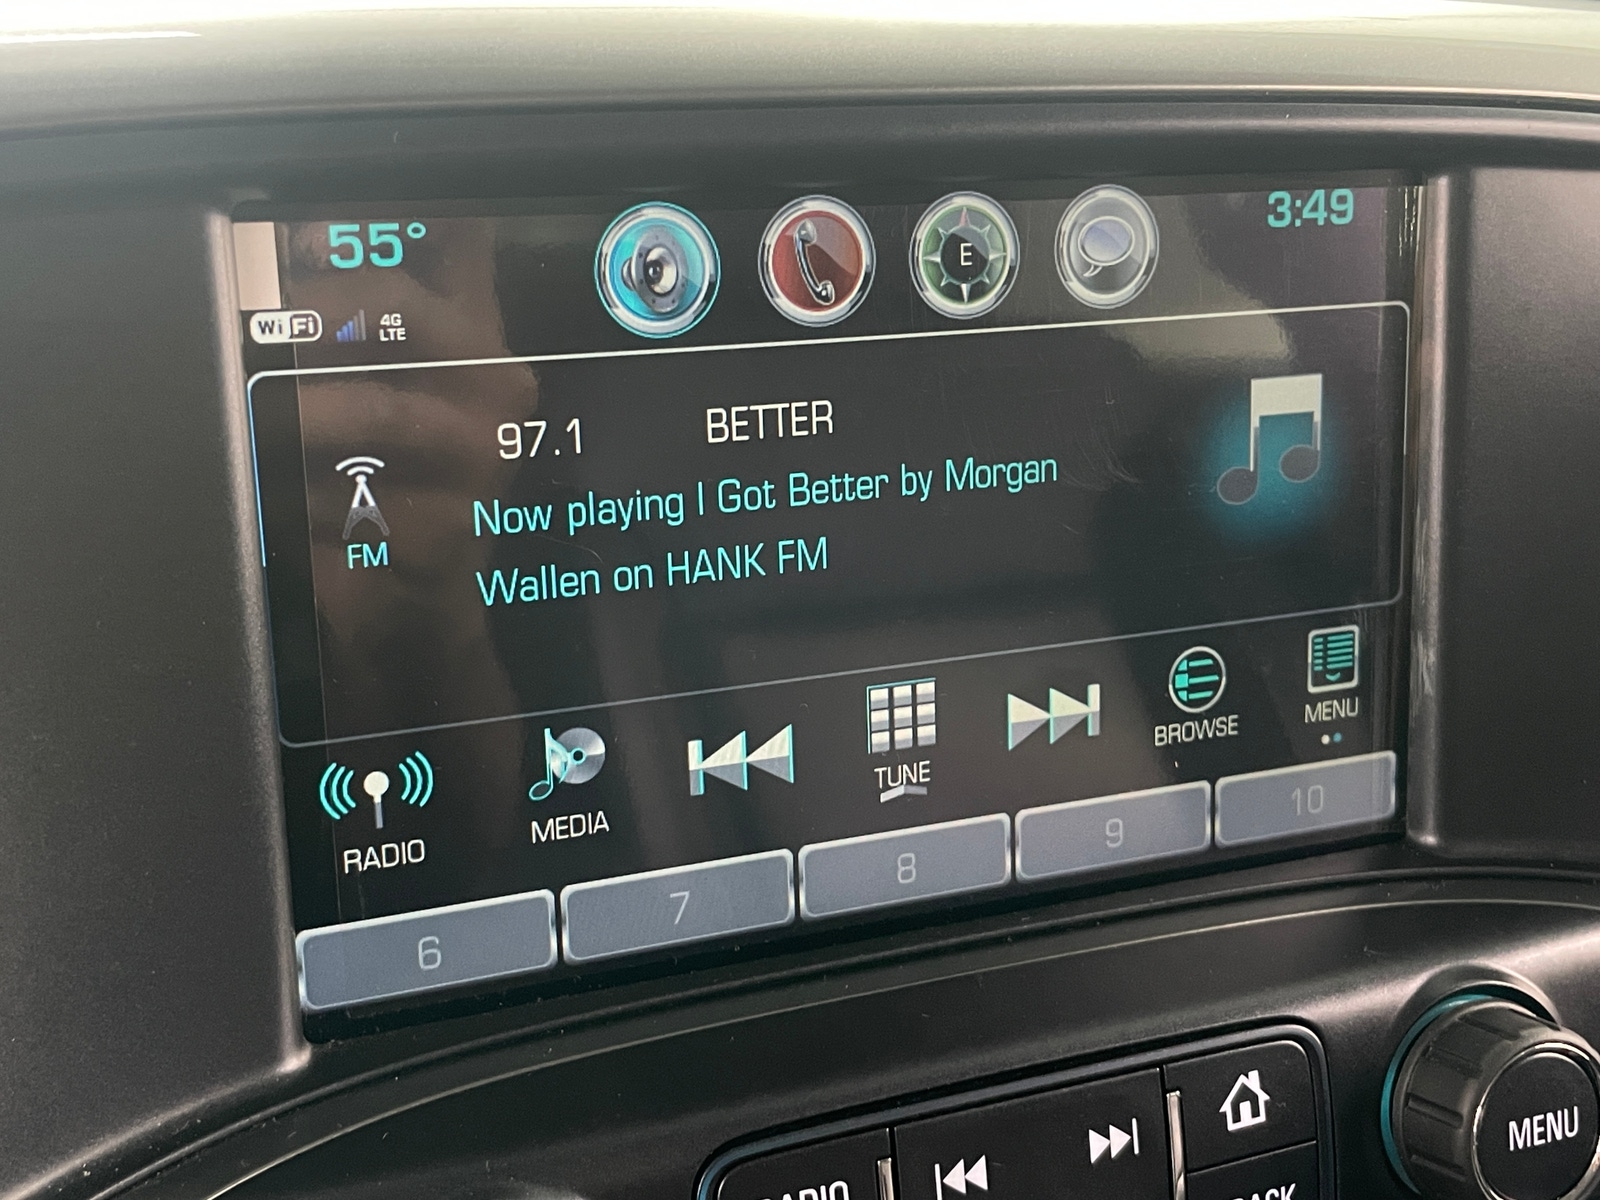 55°
E
3:49
WiFi 4G
LTE
97.1 BETTER
Now playing I Got Better by Morgan
Wallen on HANK FM
FM
RADIO MEDIA TUNE BROWSE MENU
6 7 8 9 10
MENU